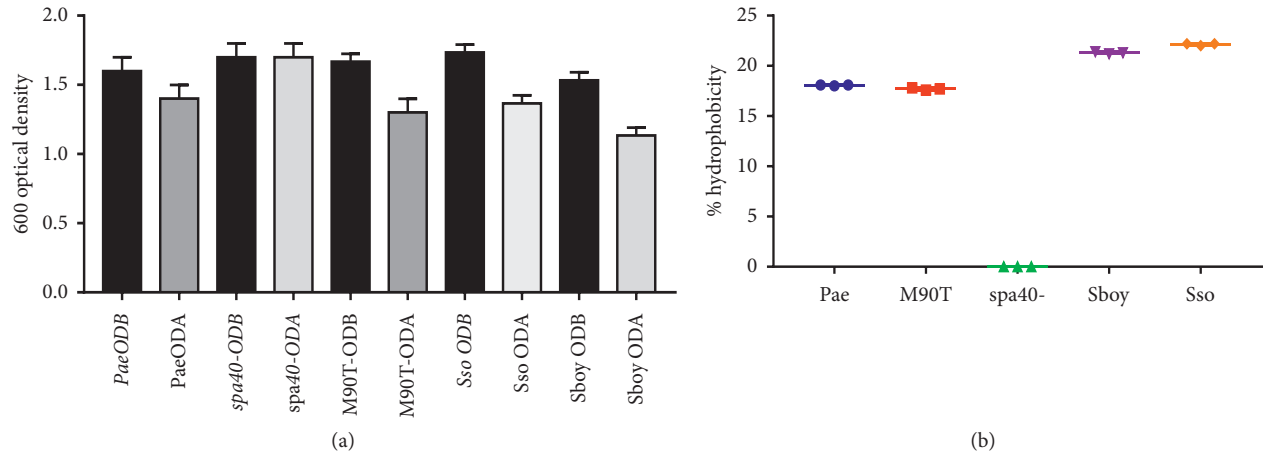 2.0
1.5
1.0
0.5
0.0
600 optical density
PaeODB
PaeODA
spa40-ODB
spa40-ODA
M90T-ODB
M90T-ODA
Sso ODB
Sso ODA
Sboy ODB
Sboy ODA
(a)
25
20
15
10
5
0
% hydrophobicity
Pae
M90T
spa40-
Sboy
Sso
(b)